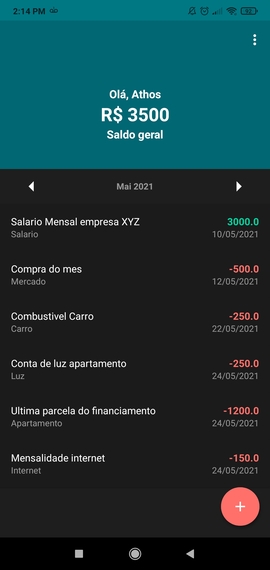 2:14 PM
92
Olá, Athos
R$ 3500
Saldo geral
Mai 2021
Salario Mensal empresa XYZ 3000.0
Salario 10/05/2021
Compra do mes -500.0
Mercado 12/05/2021
Combustivel Carro -250.0
Carro 22/05/2021
Conta de luz apartamento -250.0
Luz 24/05/2021
Ultima parcela do financiamento -1200.0
Apartamento 24/05/2021
Mensalidade internet -150.0
Internet 24/05/2021
+